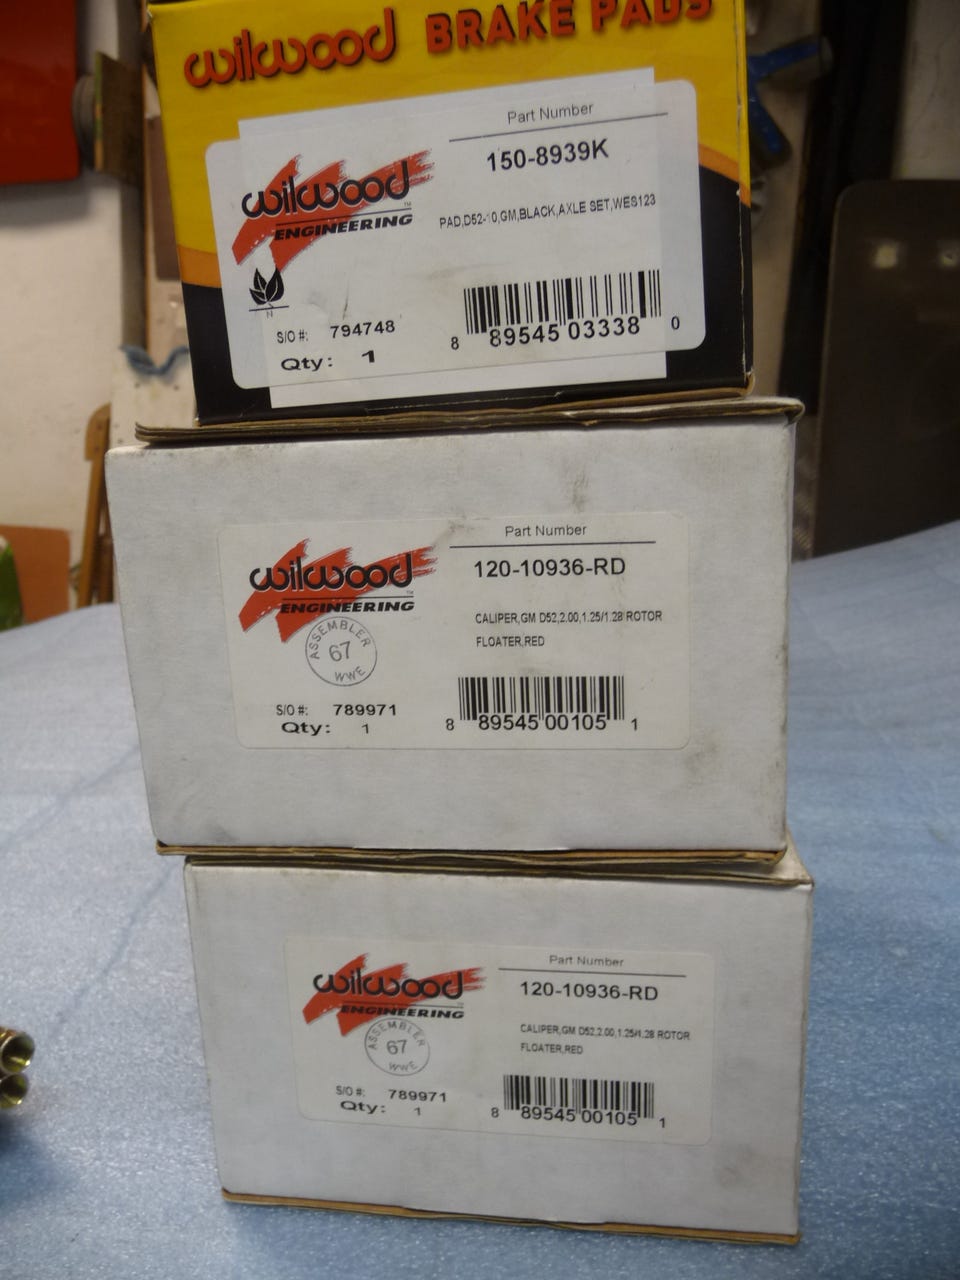 wilwood BRAKE PADS
Part Number
150-8939K
wilwood
ENGINEERING
TM
PAD,D52-10,GM,BLACK,AXLE SET,WES123
N
S/O #: 794748
Qty: 1
8 89545 03338 0
Part Number
120-10936-RD
wilwood
ENGINEERING
TM
CALIPER,GM D52,2.00,1.25/1.28 ROTOR
FLOATER,RED
ASSEMBLER
67
WWE
S/O #: 789971
Qty: 1
8 89545 00105 1
Part Number
120-10936-RD
wilwood
ENGINEERING
CALIPER,GM D52,2.00,1.25/1.28 ROTOR
FLOATER,RED
ASSEMBLER
67
WWE
S/O #: 789971
Qty: 1
8 89545 00105 1